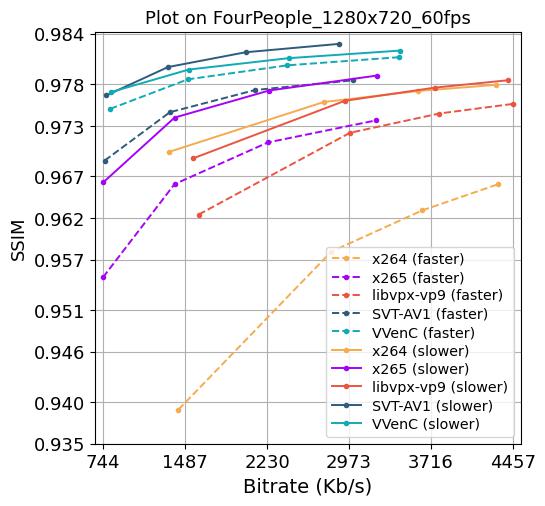 Plot on FourPeople_1280x720_60fps
SSIM
0.984
0.978
0.973
0.967
0.962
0.957
0.951
0.946
0.940
0.935
x264 (faster)
x265 (faster)
libvpx-vp9 (faster)
SVT-AV1 (faster)
VVenC (faster)
x264 (slower)
x265 (slower)
libvpx-vp9 (slower)
SVT-AV1 (slower)
VVenC (slower)
744 1487 2230 2973 3716 4457
Bitrate (Kb/s)